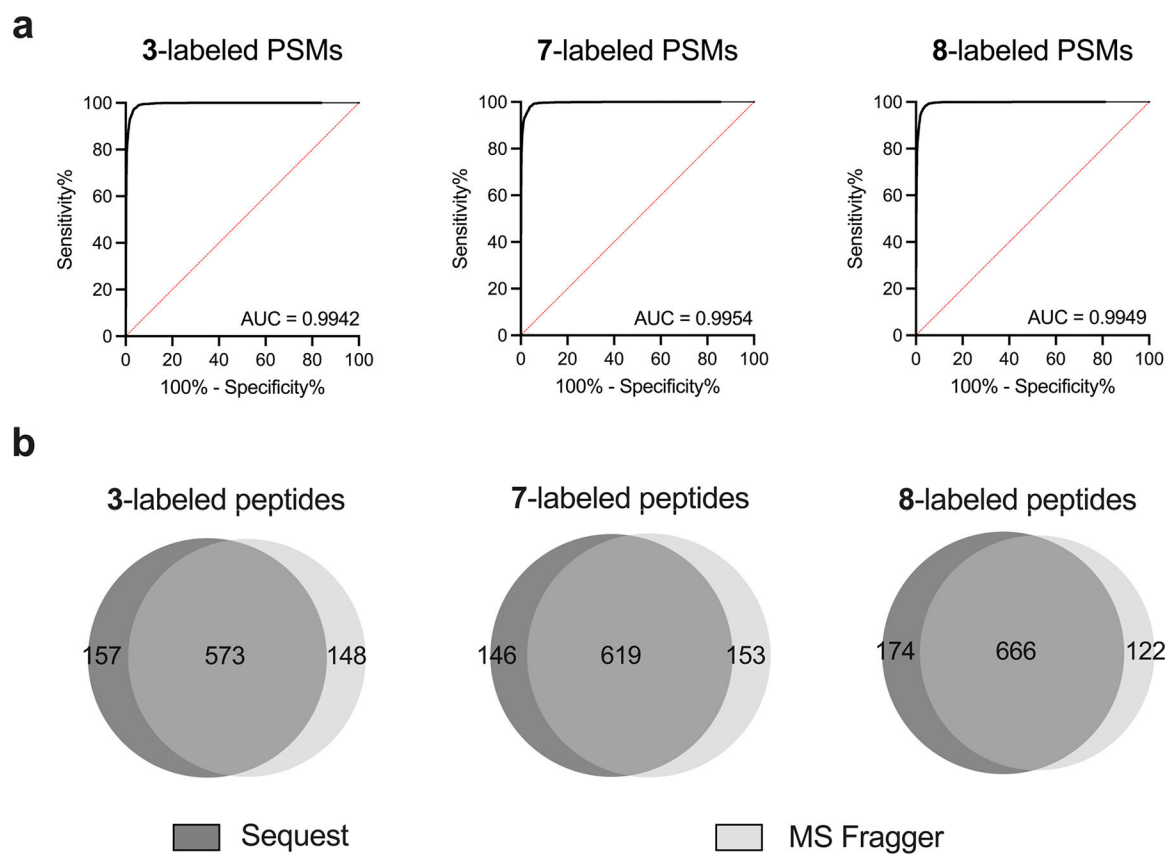 a
3-labeled PSMs
7-labeled PSMs
8-labeled PSMs
100
80
60
40
20
0
Sensitivity%
AUC = 0.9942
0 20 40 60 80 100
100% - Specificity%
100
80
60
40
20
0
Sensitivity%
AUC = 0.9954
0 20 40 60 80 100
100% - Specificity%
100
80
60
40
20
0
Sensitivity%
AUC = 0.9949
0 20 40 60 80 100
100% - Specificity%
b
3-labeled peptides
157 573 148
7-labeled peptides
146 619 153
8-labeled peptides
174 666 122
Sequest
MS Fragger